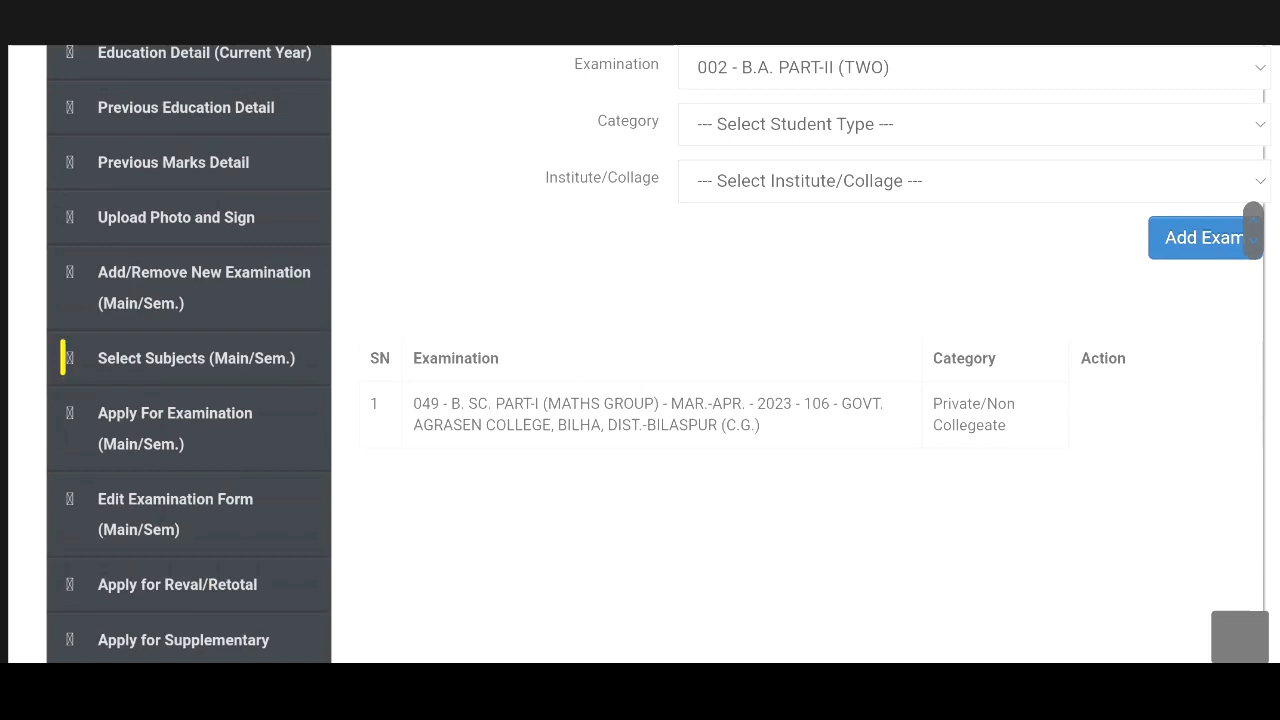 Education Detail (Current Year)
Previous Education Detail
Previous Marks Detail
Upload Photo and Sign
Add/Remove New Examination
(Main/Sem.)
Select Subjects (Main/Sem.)
Apply For Examination
(Main/Sem.)
Edit Examination Form
(Main/Sem)
Apply for Reval/Retotal
Apply for Supplementary
Examination 002 - B.A. PART-II (TWO)
Category --- Select Student Type ---
Institute/Collage --- Select Institute/Collage ---
Add Exam
SN Examination Category Action
1 049 - B. SC. PART-I (MATHS GROUP) - MAR.-APR. - 2023 - 106 - GOVT. Private/Non
AGRASEN COLLEGE, BILHA, DIST.-BILASPUR (C.G.) Collegeate